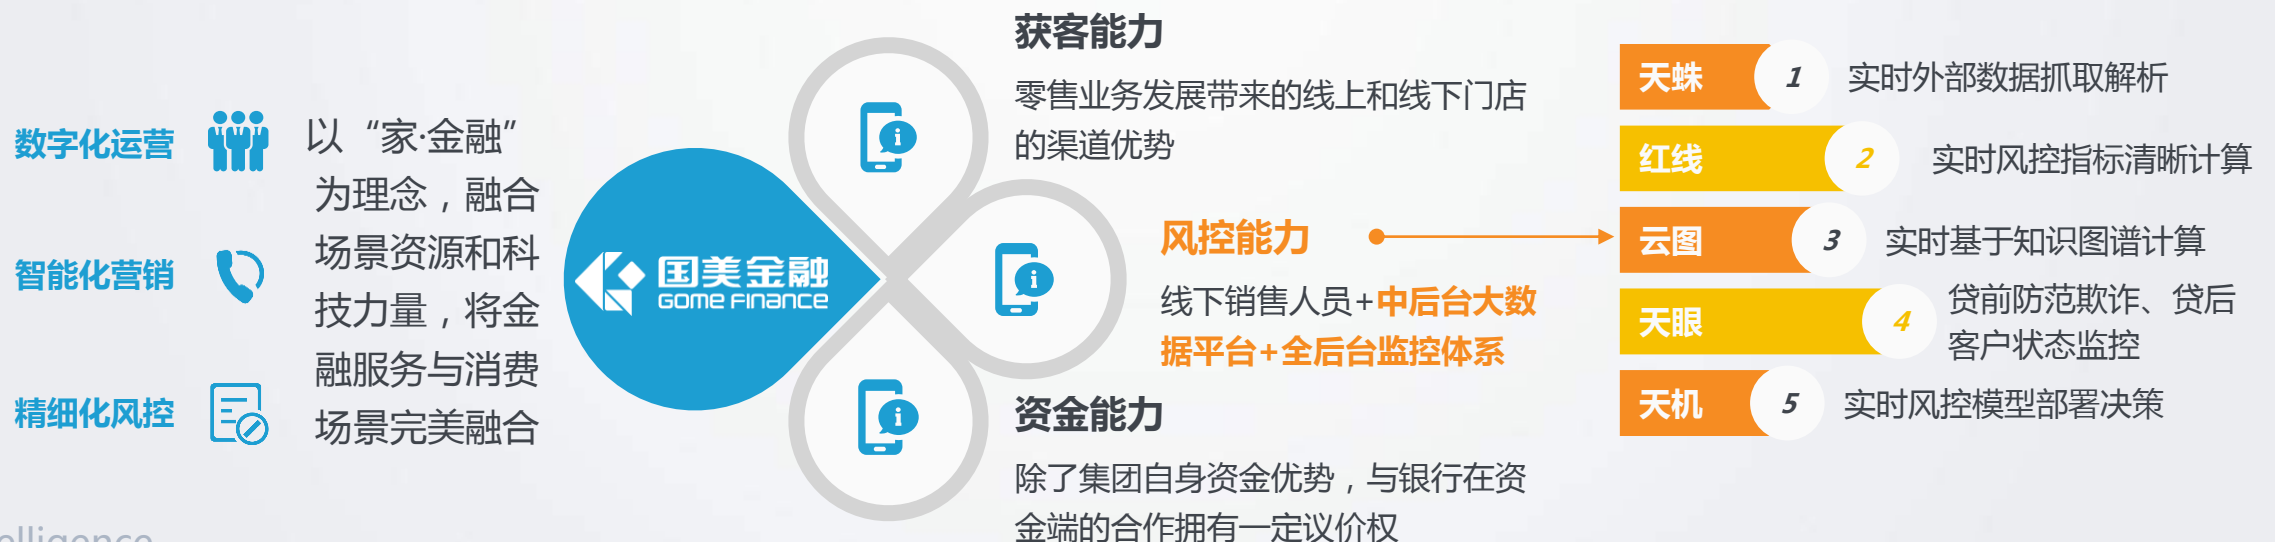 数字化运营
智能化营销
精细化风控
以“家·金融”
为理念，融合
场景资源和科
技力量，将金
融服务与消费
场景完美融合
国美金融
GOME FINANCE
获客能力
零售业务发展带来的线上和线下门店
的渠道优势
风控能力
线下销售人员+中后台大数
据平台+全后台监控体系
资金能力
除了集团自身资金优势，与银行在资
金端的合作拥有一定议价权
天蛛 1 实时外部数据抓取解析
红线 2 实时风控指标清晰计算
云图 3 实时基于知识图谱计算
天眼 4 贷前防范欺诈、贷后
客户状态监控
天机 5 实时风控模型部署决策